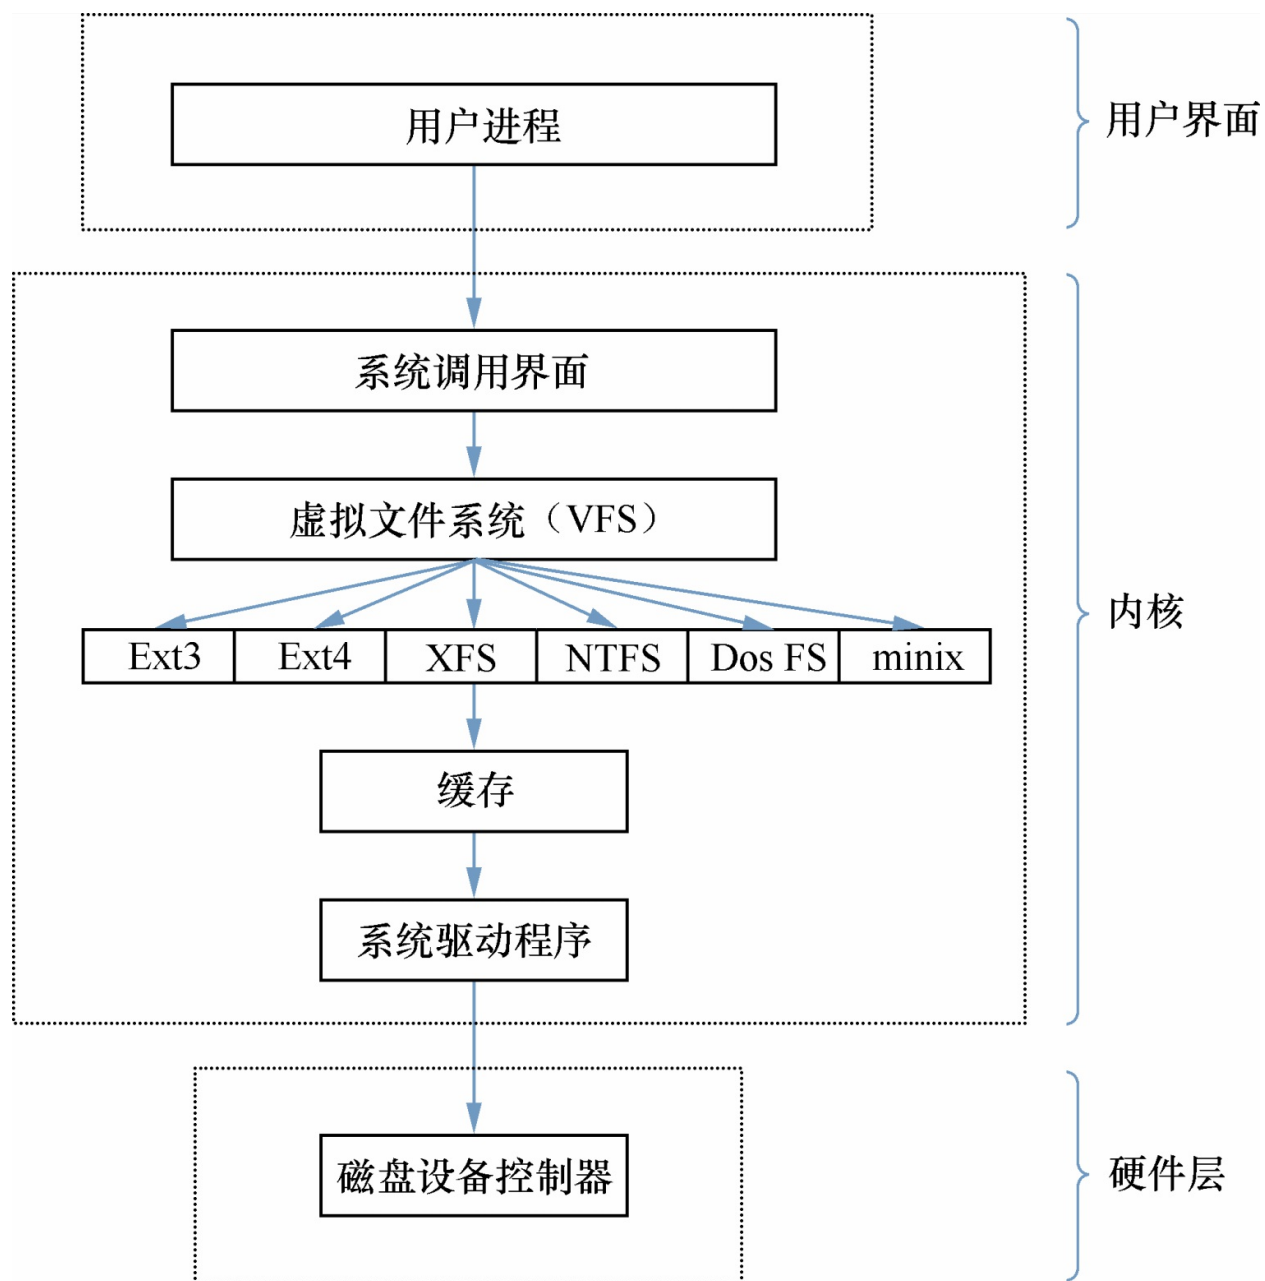 用户进程
用户界面
系统调用界面
虚拟文件系统（VFS）
内核
Ext3 Ext4 XFS NTFS Dos FS minix
缓存
系统驱动程序
磁盘设备控制器
硬件层